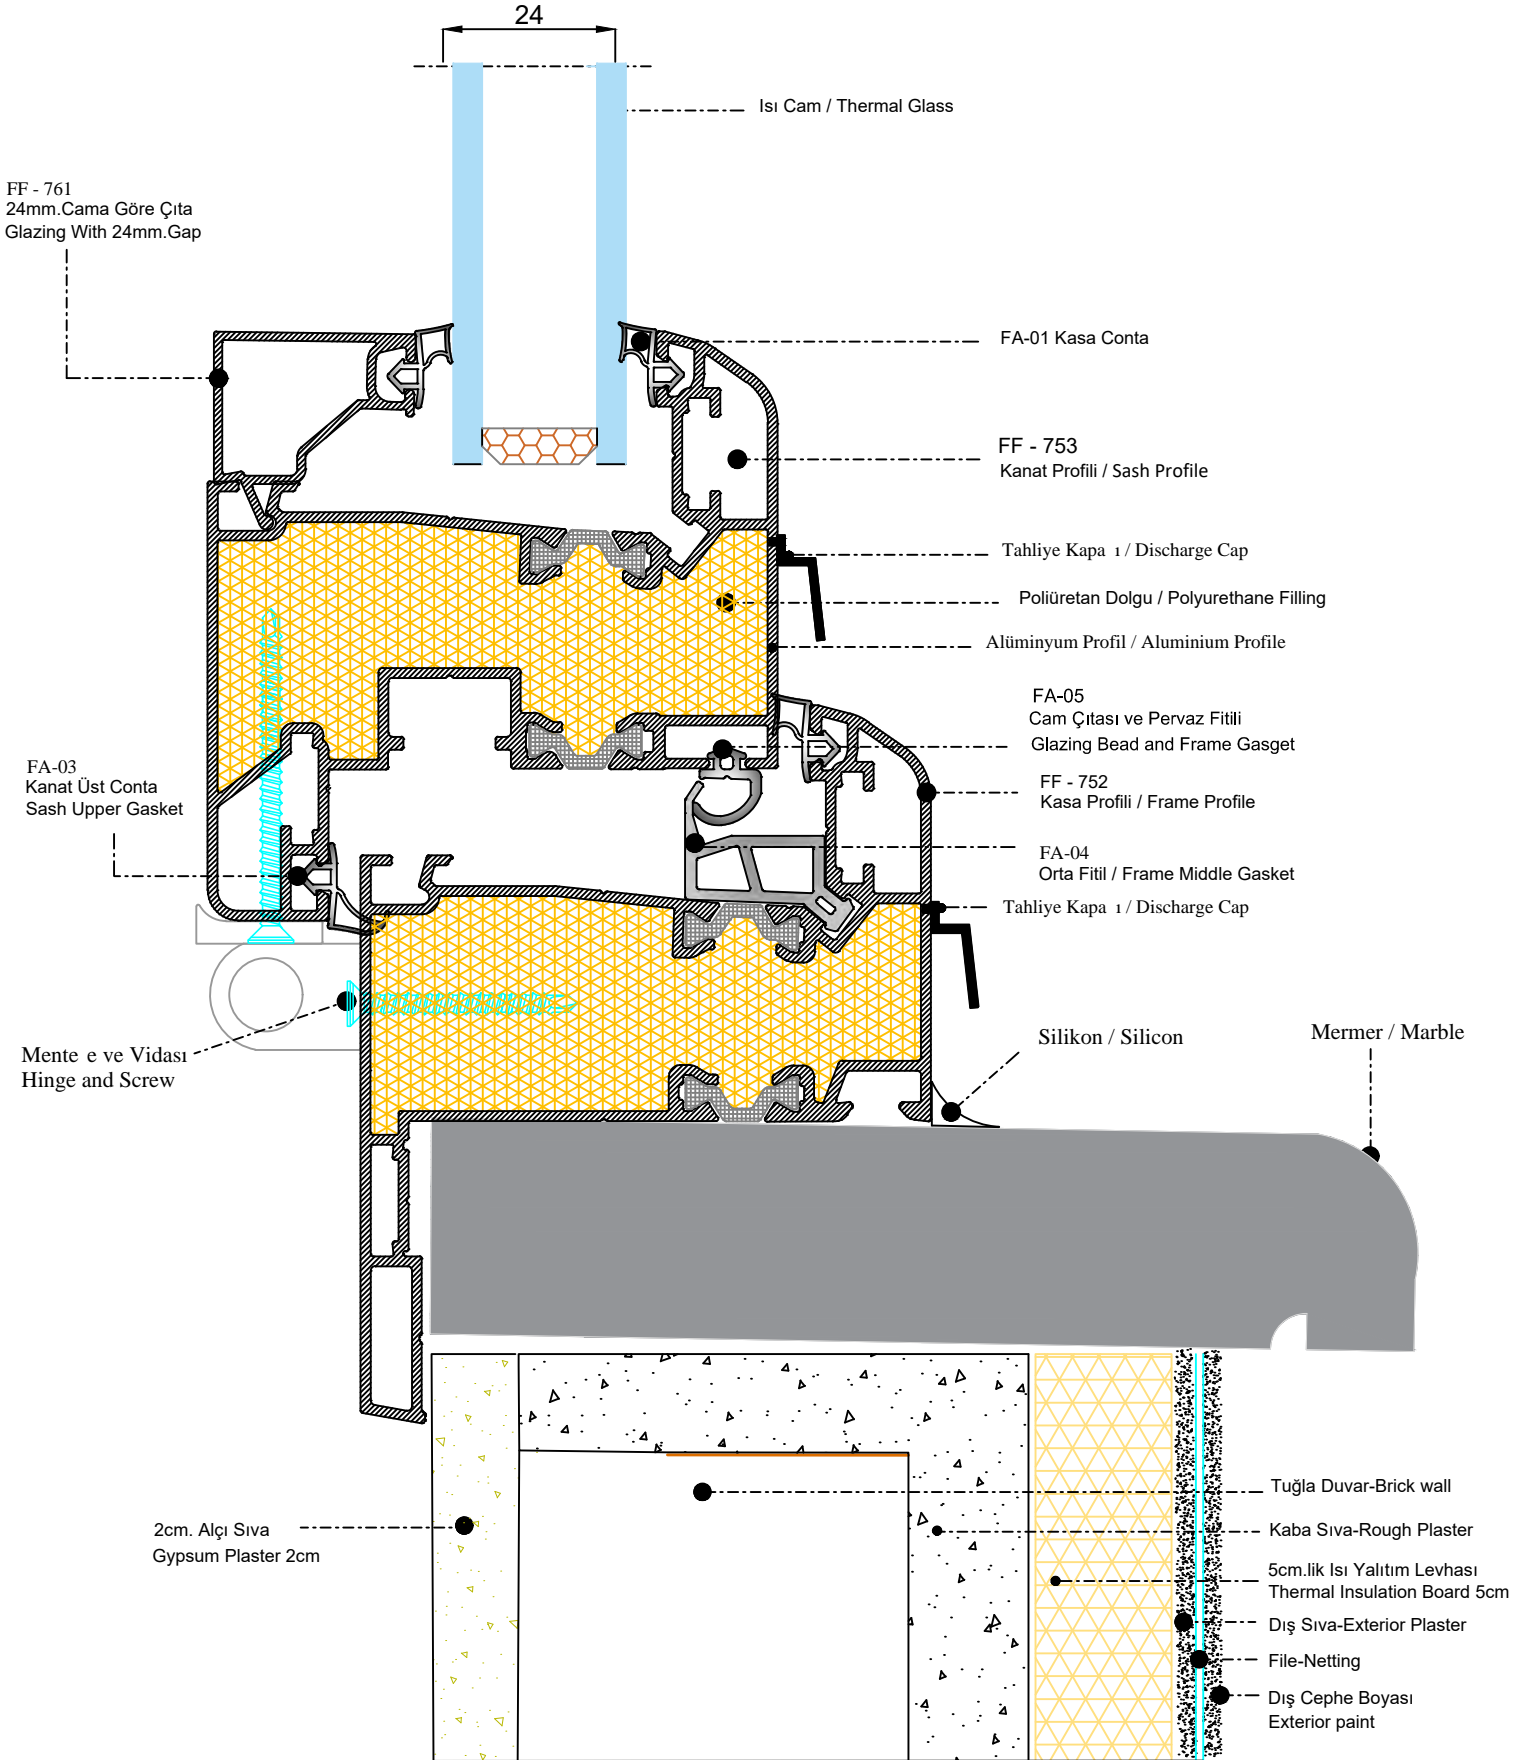 24
Isı Cam / Thermal Glass
FF - 761
24mm.Cama Göre Çıta
Glazing With 24mm.Gap
FA-01 Kasa Conta
FF - 753
Kanat Profili / Sash Profile
Tahliye Kapa ı / Discharge Cap
Poliüretan Dolgu / Polyurethane Filling
Alüminyum Profil / Aluminium Profile
FA-05
Cam Çıtası ve Pervaz Fitili
Glazing Bead and Frame Gasget
FA-03
Kanat Üst Conta
Sash Upper Gasket
FF - 752
Kasa Profili / Frame Profile
FA-04
Orta Fitil / Frame Middle Gasket
Tahliye Kapa ı / Discharge Cap
Mente e ve Vidası
Hinge and Screw
Silikon / Silicon
Mermer / Marble
2cm. Alçı Sıva
Gypsum Plaster 2cm
Tuğla Duvar-Brick wall
Kaba Sıva-Rough Plaster
5cm.lik Isı Yalıtım Levhası
Thermal Insulation Board 5cm
Dış Sıva-Exterior Plaster
File-Netting
Dış Cephe Boyası
Exterior paint